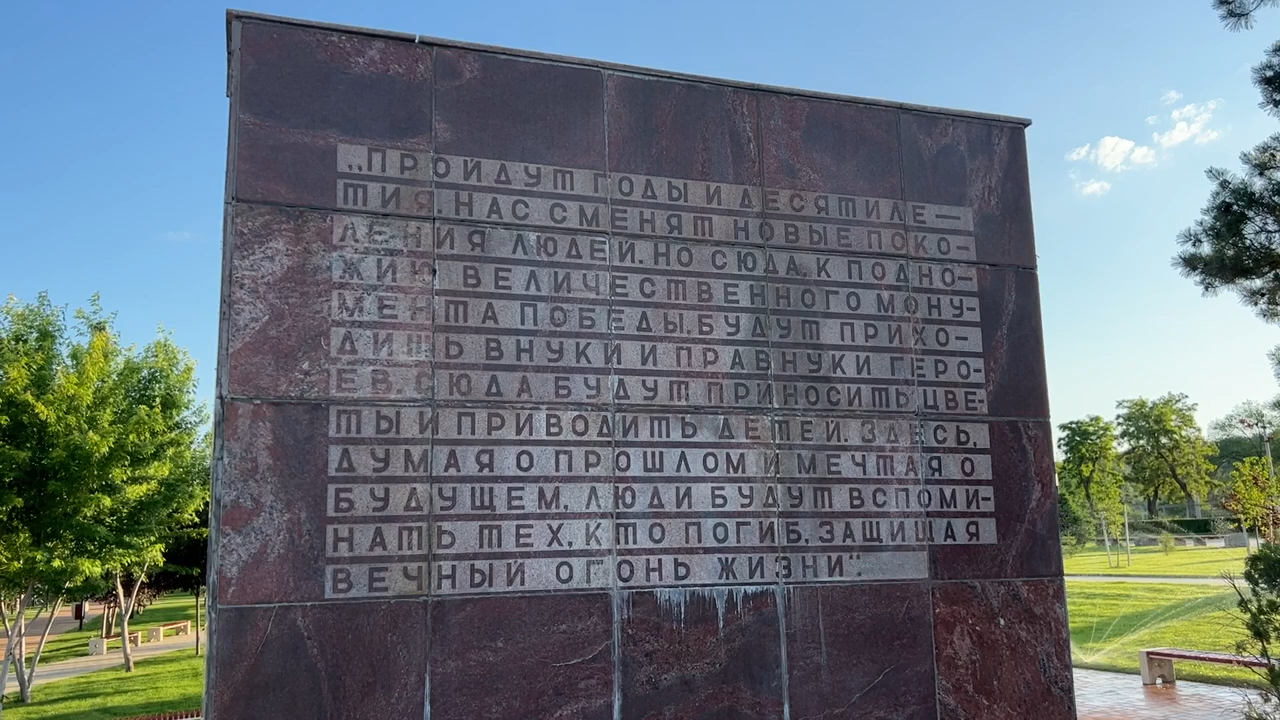 „ПРОЙДУТ ГОДЫ И ДЕСЯТИЛЕ—
ТИЯ. НАС СМЕНЯТ НОВЫЕ ПОКО-
ЛЕНИЯ ЛЮДЕЙ. НО СЮДА, К ПОДНО-
ЖИЮ ВЕЛИЧЕСТВЕННОГО МОНУ-
МЕНТА ПОБЕДЫ, БУДУТ ПРИХО-
ДИТЬ ВНУКИ И ПРАВНУКИ ГЕРО-
ЕВ. СЮДА БУДУТ ПРИНОСИТЬ ЦВЕ-
ТЫ И ПРИВОДИТЬ ДЕТЕЙ. ЗДЕСЬ,
ДУМАЯ О ПРОШЛОМ И МЕЧТАЯ О
БУДУЩЕМ, ЛЮДИ БУДУТ ВСПОМИ-
НАТЬ ТЕХ, КТО ПОГИБ, ЗАЩИЩАЯ
ВЕЧНЫЙ ОГОНЬ ЖИЗНИ".